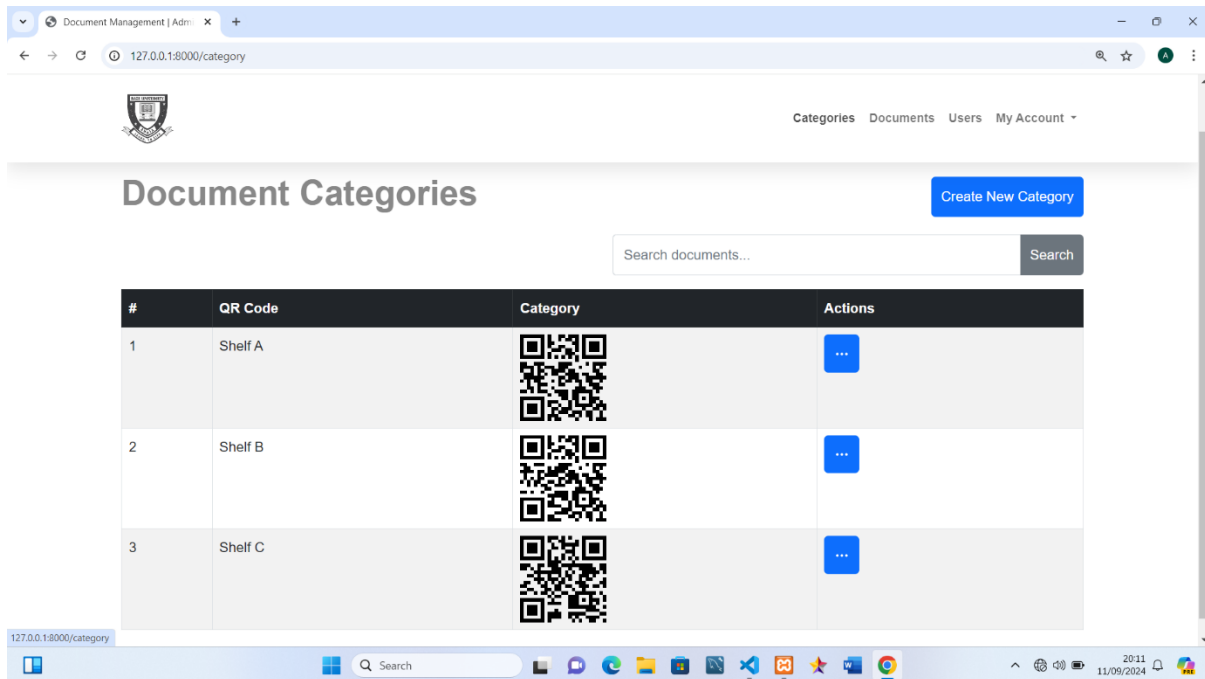 Document Management | Adm
127.0.0.1:8000/category
A
Categories Documents Users My Account
Document Categories
Create New Category
Search documents...
Search
# QR Code Category Actions
1 Shelf A ...
2 Shelf B ...
3 Shelf C ...
127.0.0.1:8000/category
Search
20:11
11/09/2024
PRE